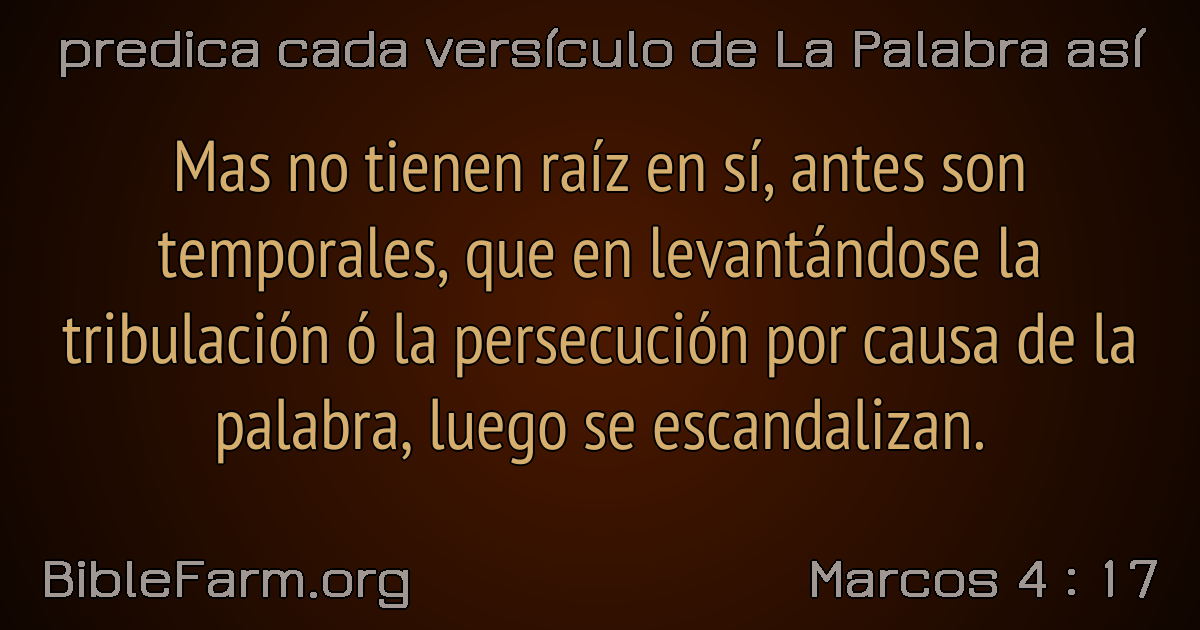 predica cada versículo de La Palabra así
Mas no tienen raíz en sí, antes son
temporales, que en levantándose la
tribulación ó la persecución por causa de la
palabra, luego se escandalizan.
BibleFarm.org
Marcos 4 : 17